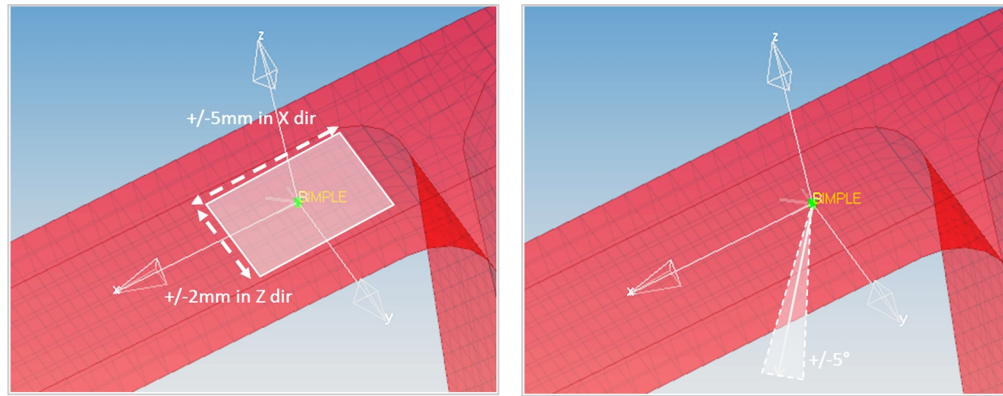 z
+/-5mm in X dir
BIMPLE
x
+/-2mm in Z dir
y
z
BIMPLE
x
y
+/-5°